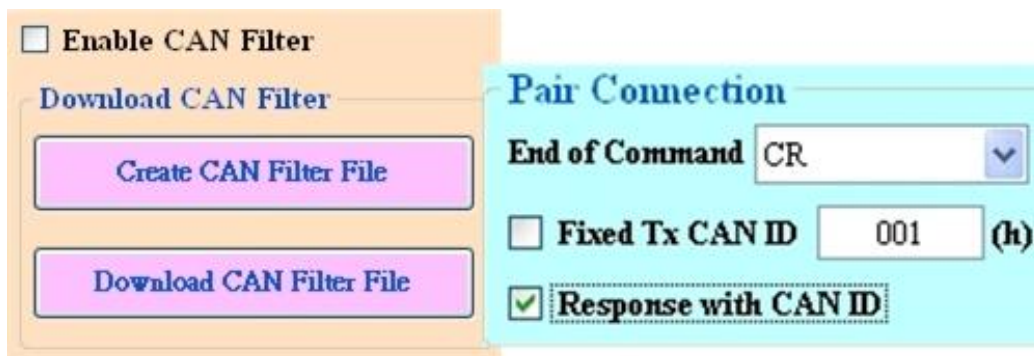 Enable CAN Filter
Download CAN Filter
Create CAN Filter File
Download CAN Filter File
Pair Connection
End of Command CR
Fixed Tx CAN ID 001 (h)
Response with CAN ID